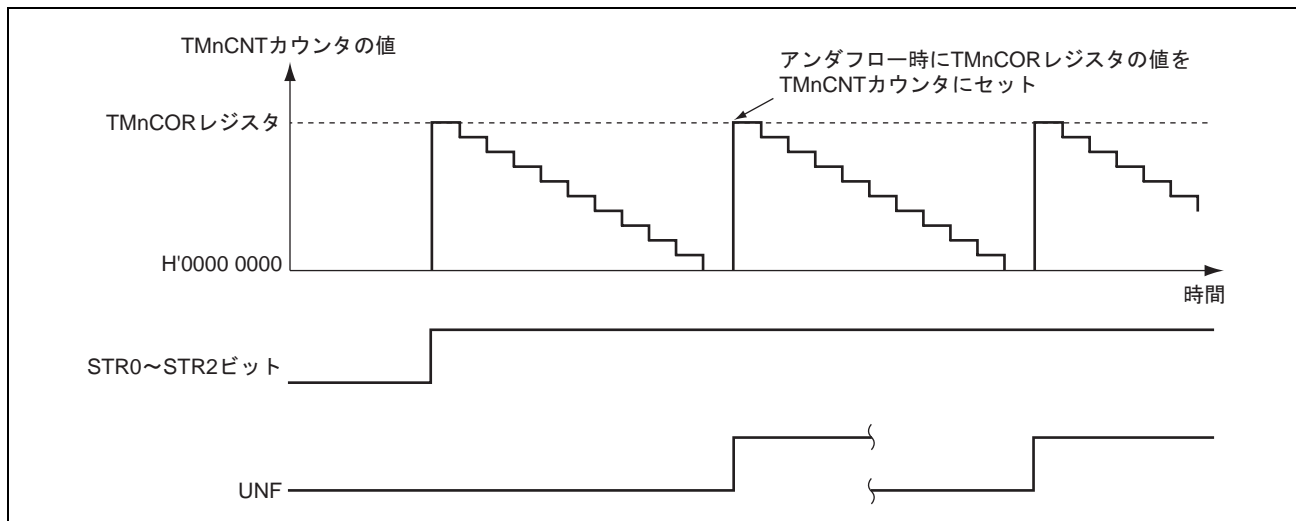 TMnCNTカウンタの値
アンダフロー時にTMnCORレジスタの値を
TMnCNTカウンタにセット
TMnCORレジスタ
H'0000 0000
時間
STR0～STR2ビット
UNF